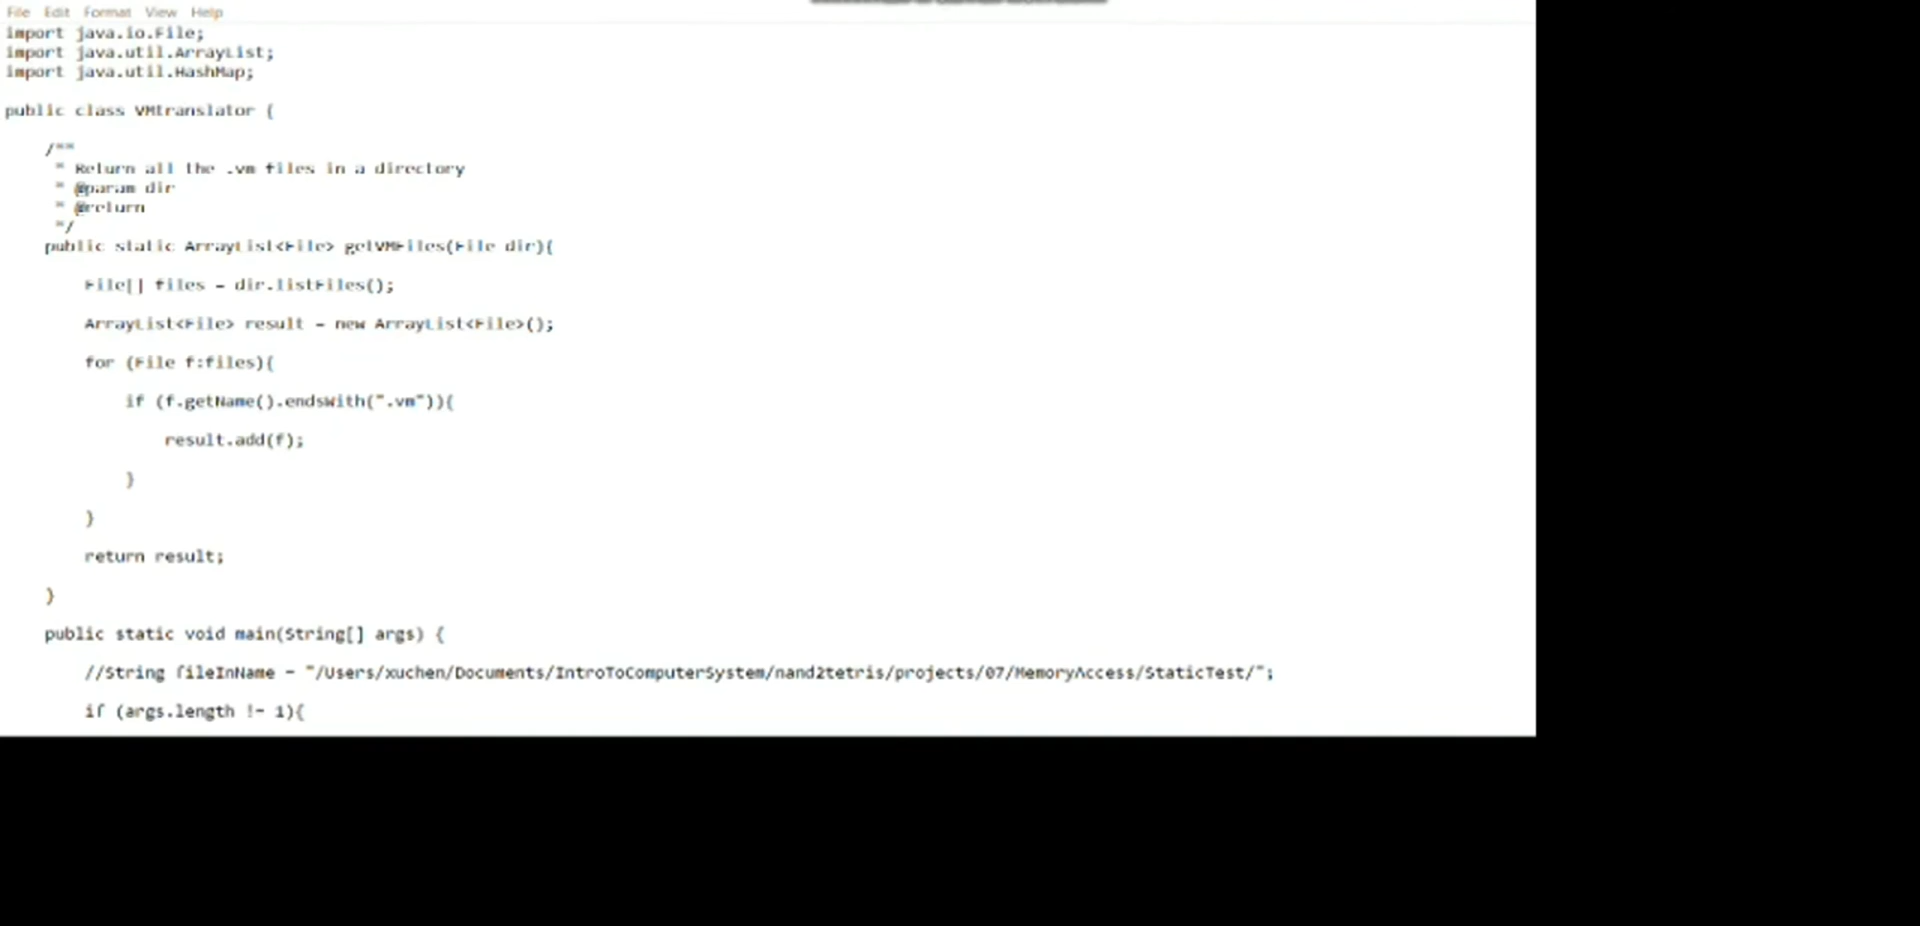 File Edit Format View Help
import java.io.File;
import java.util.ArrayList;
import java.util.HashMap;
public class VMtranslator {
/**
* Return all the .vm files in a directory
* @param dir
* @return
*/
public static ArrayList<File> getVMFiles(File dir){
File[] files = dir.listFiles();
ArrayList<File> result = new ArrayList<File>();
for (File f:files){
if (f.getName().endsWith(".vm")){
result.add(f);
}
}
return result;
}
public static void main(String[] args) {
//String fileInName = "/Users/xuchen/Documents/IntroToComputerSystem/nand2tetris/projects/07/MemoryAccess/StaticTest/";
if (args.length != 1){